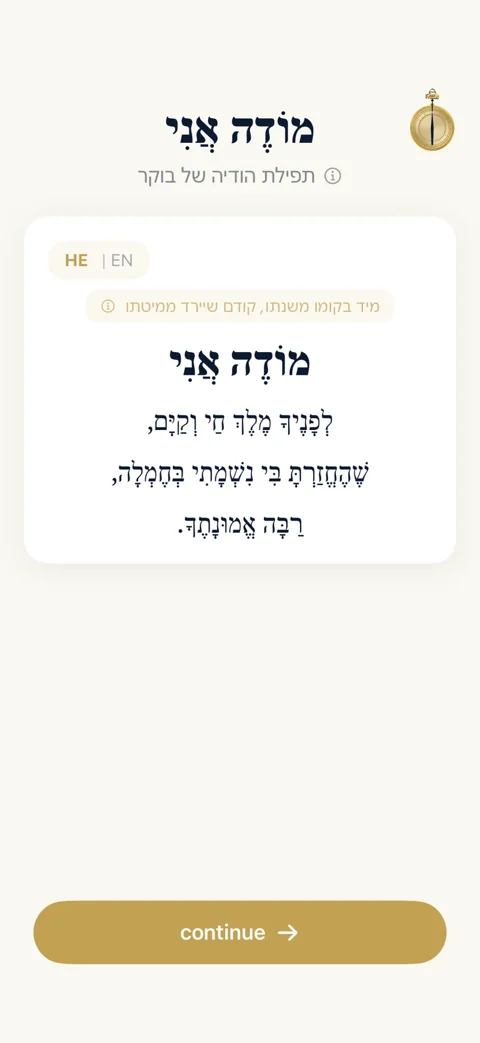 מוֹדֶה אֲנִי
תפילת הודיה של בוקר
HE | EN
מיד בקומו משנתו, קודם שיירד ממיטתו
מוֹדֶה אֲנִי
לְפָנֶיךָ מֶלֶךְ חַי וְקַיָּם,
שֶׁהֶחֱזַרְתָּ בִּי נִשְׁמָתִי בְּחֶמְלָה,
רַבָּה אֱמוּנָתֶךָ.
continue →